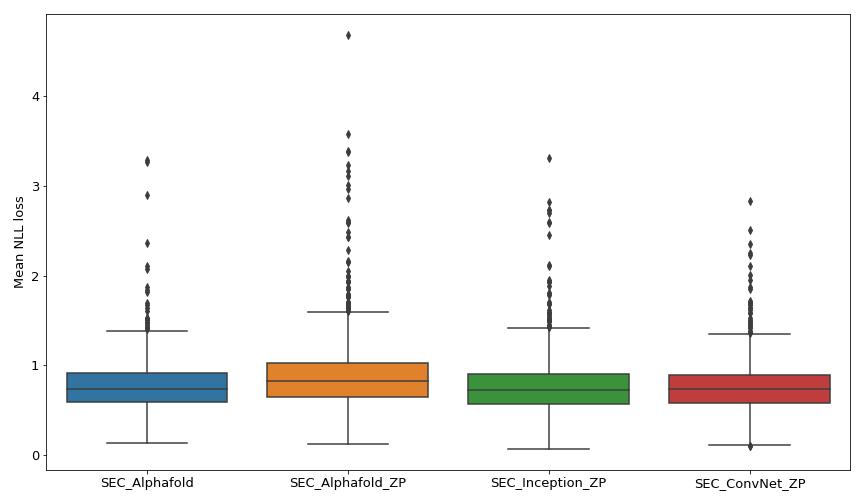 Mean NLL loss
4
3
2
1
0
SEC_Alphafold SEC_Alphafold_ZP SEC_Inception_ZP SEC_ConvNet_ZP